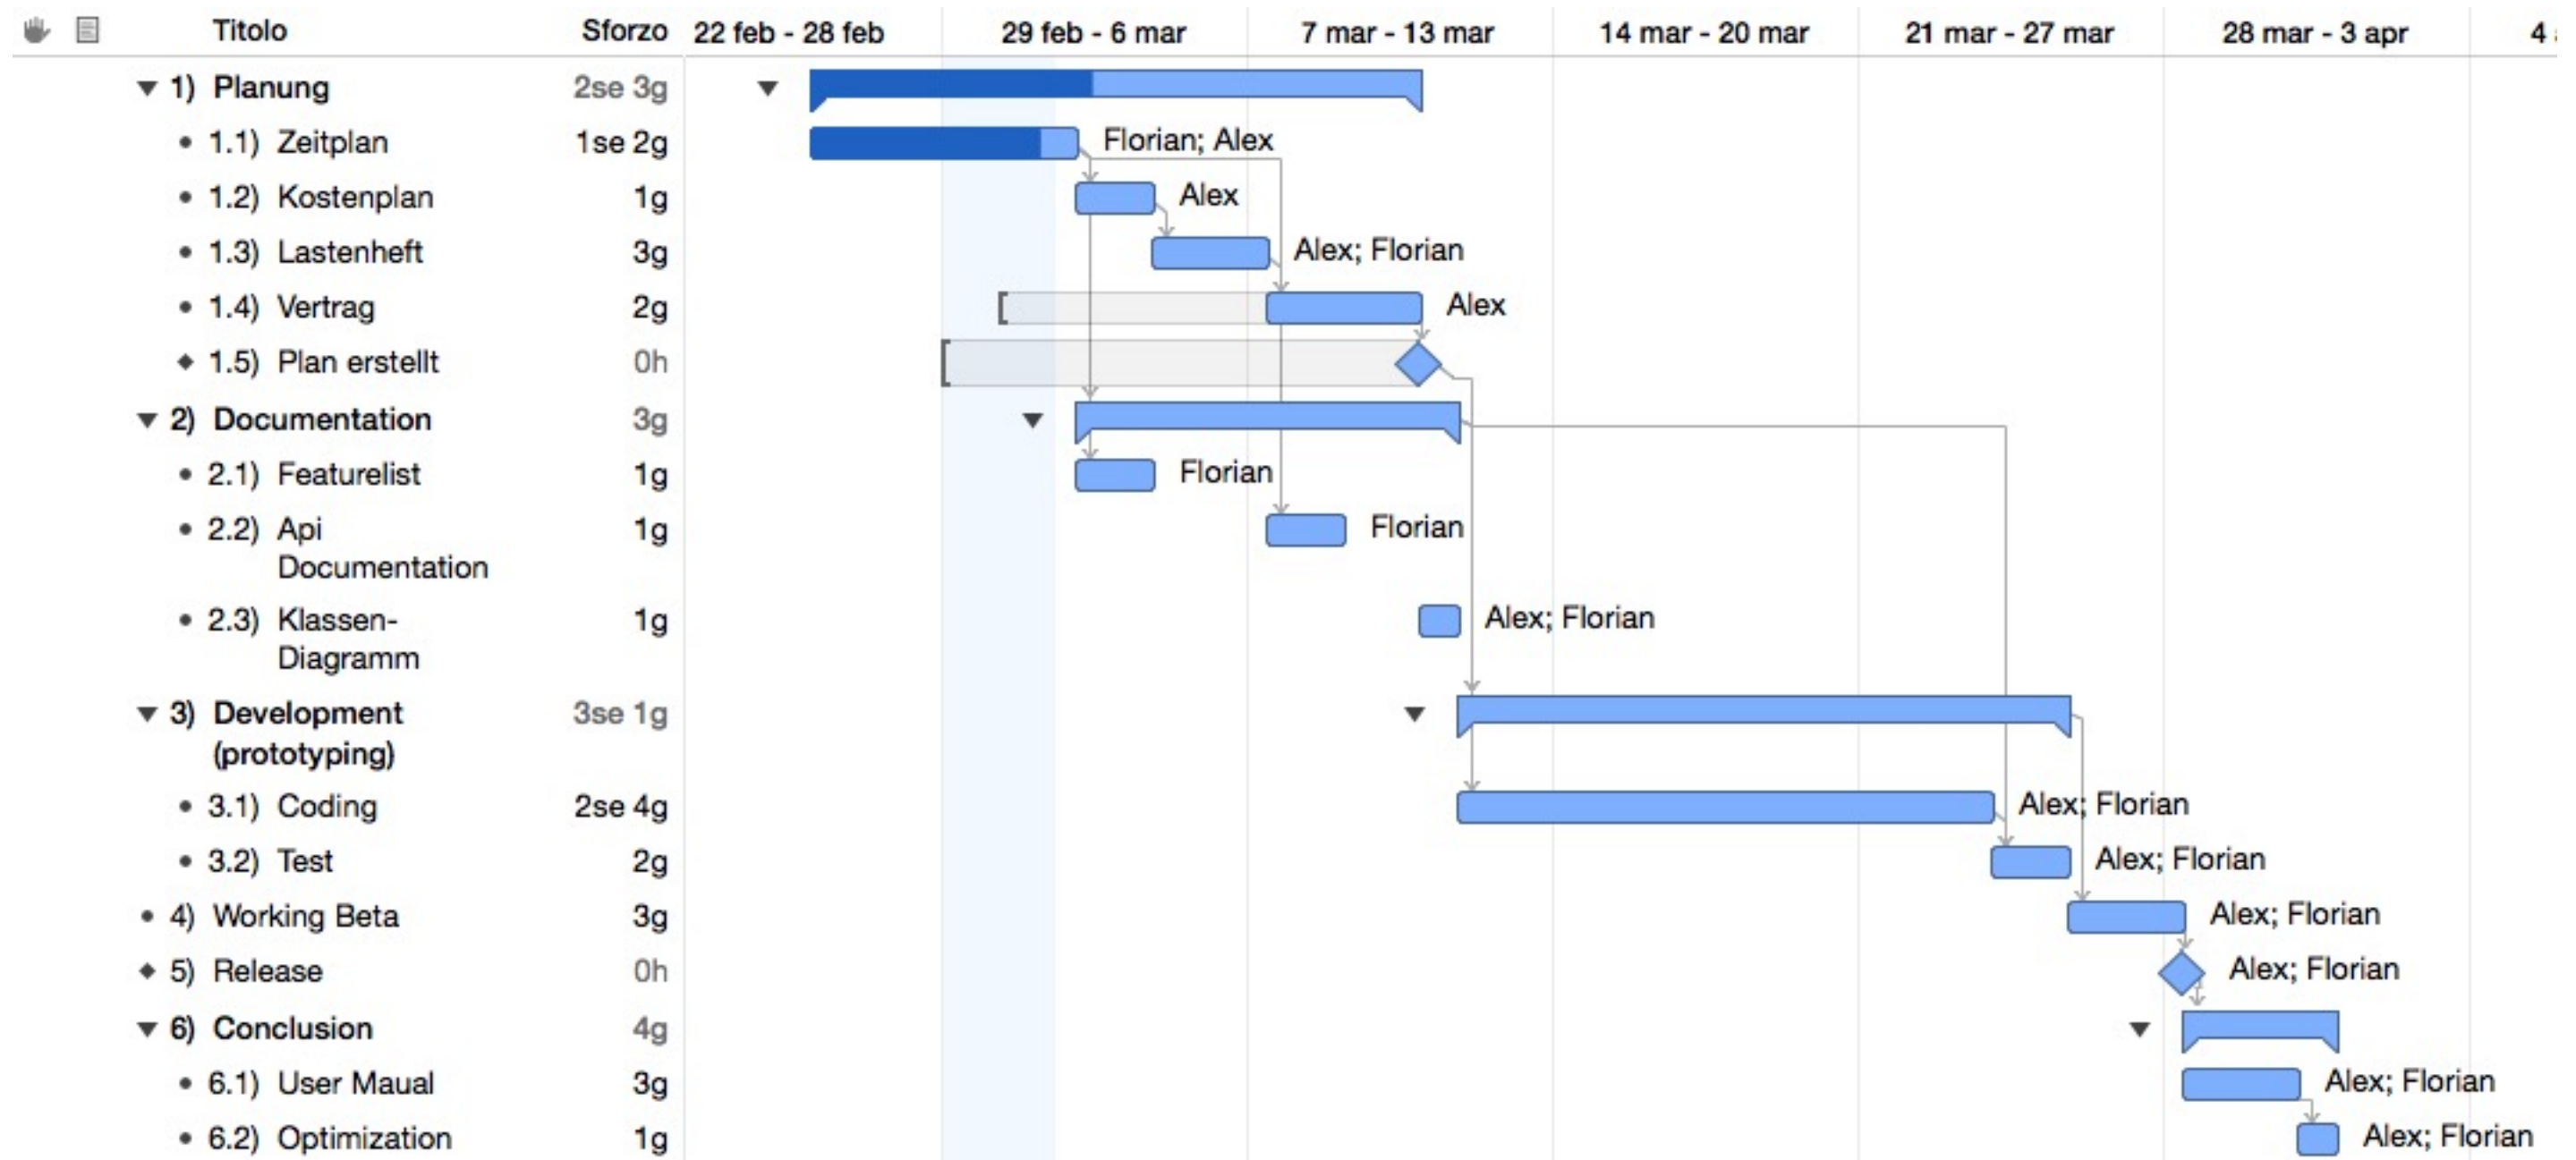 Titolo Sforzo 22 feb - 28 feb 29 feb - 6 mar 7 mar - 13 mar 14 mar - 20 mar 21 mar - 27 mar 28 mar - 3 apr 4
1) Planung 2se 3g
1.1) Zeitplan 1se 2g Florian; Alex
1.2) Kostenplan 1g Alex
1.3) Lastenheft 3g Alex; Florian
1.4) Vertrag 2g Alex
1.5) Plan erstellt 0h
2) Documentation 3g
2.1) Featurelist 1g Florian
2.2) Api 1g Florian
Documentation
2.3) Klassen- 1g Alex; Florian
Diagramm
3) Development 3se 1g
(prototyping)
3.1) Coding 2se 4g Alex; Florian
3.2) Test 2g Alex; Florian
4) Working Beta 3g Alex; Florian
5) Release 0h Alex; Florian
6) Conclusion 4g
6.1) User Maual 3g Alex; Florian
6.2) Optimization 1g Alex; Florian